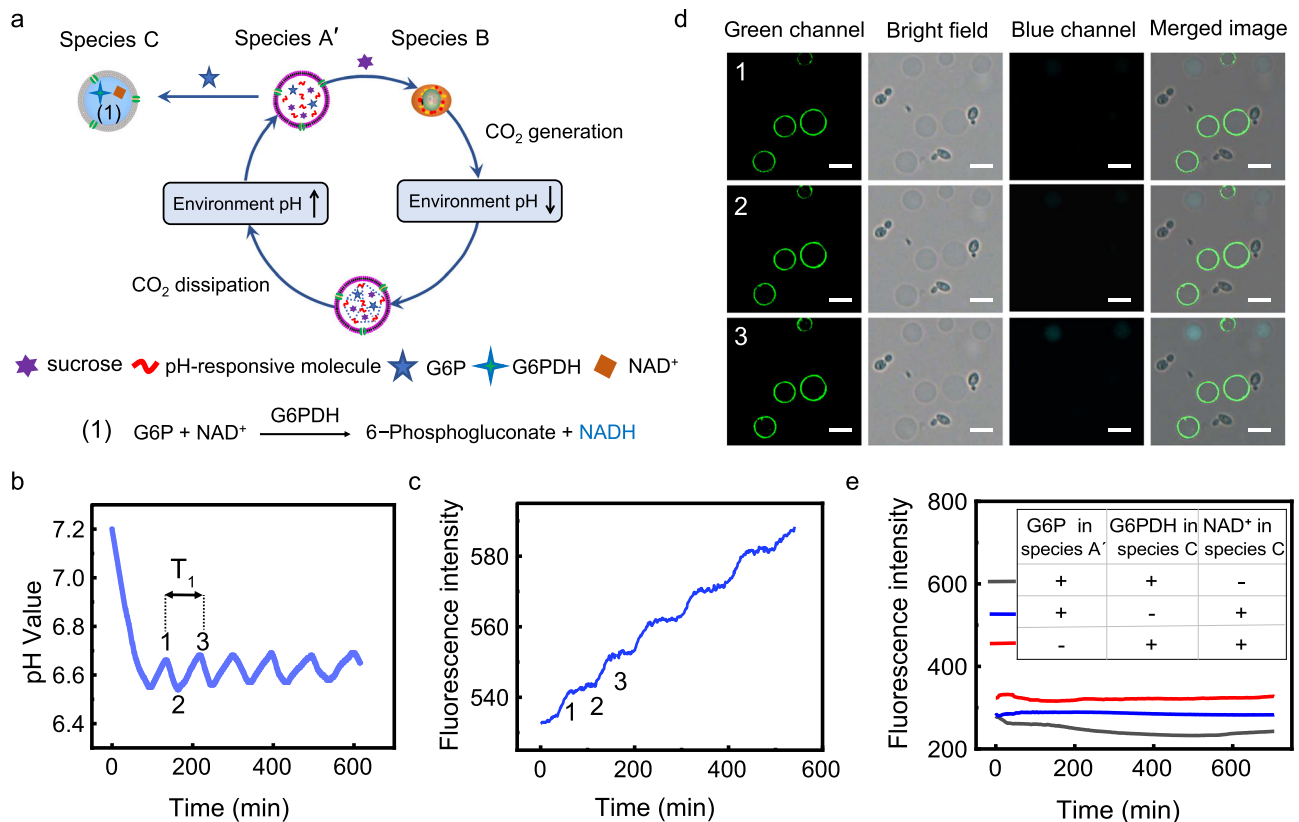 a
Species C
Species A′
Species B
(1)
CO₂ generation
Environment pH ↑
Environment pH ↓
CO₂ dissipation
sucrose
pH-responsive molecule
G6P
G6PDH
NAD⁺
(1) G6P + NAD⁺ G6PDH → 6−Phosphogluconate + NADH
b
pH Value
7.2
7.0
6.8
6.6
6.4
T₁
1
3
2
0 200 400 600
Time (min)
c
Fluorescence intensity
580
560
540
1
2
3
0 200 400 600
Time (min)
d
Green channel Bright field Blue channel Merged image
1
2
3
e
Fluorescence intensity
800
600
400
200
G6P in species A′
G6PDH in species C
NAD⁺ in species C
+ + -
+ - +
- + +
0 200 400 600
Time (min)